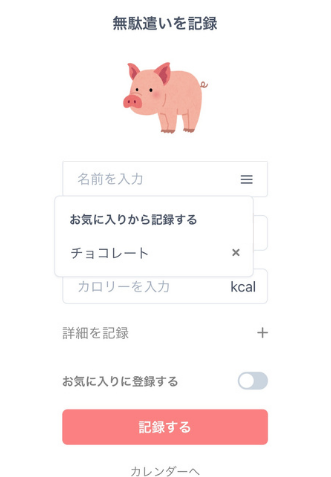 無駄遣いを記録
名前を入力
お気に入りから記録する
チョコレート ×
カロリーを入力 kcal
詳細を記録 +
お気に入りに登録する
記録する
カレンダーへ